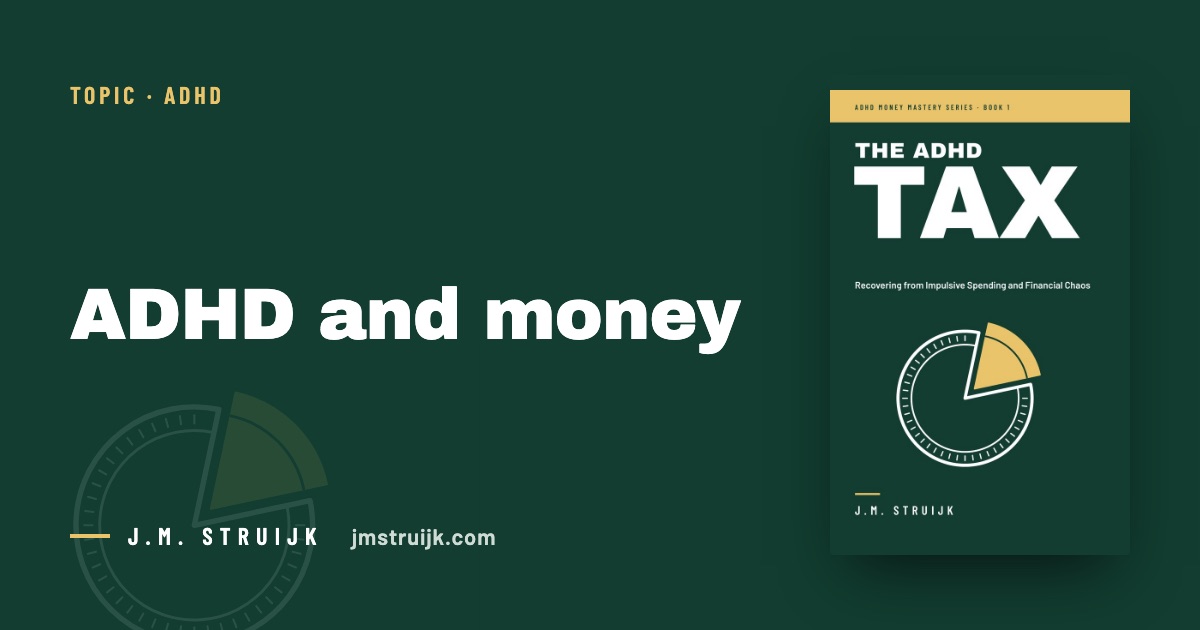 TOPIC · ADHD
ADHD and money
J.M. STRUIJK jmstruijk.com
ADHD MONEY MASTERY SERIES · BOOK 1
THE ADHD
TAX
Recovering from Impulsive Spending and Financial Chaos
J.M. STRUIJK